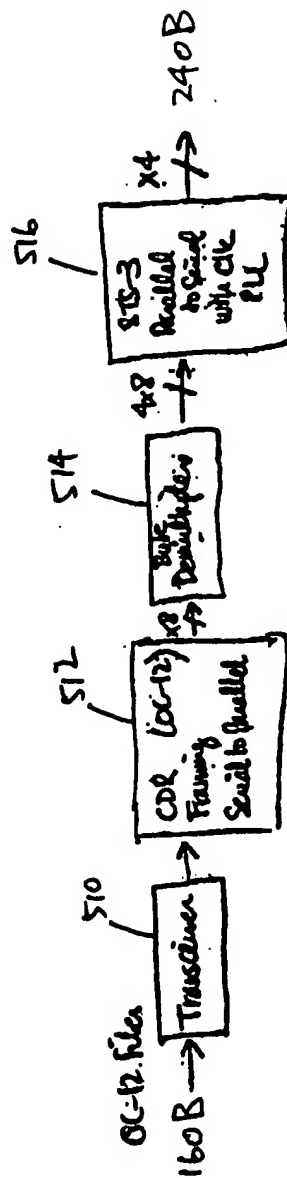 OC-12 Fiber
160B
510
Transceiver
512
CDR (OC-12)
Framing
Serial to Parallel
x8
514
Byte
Demultiplexer
4x8
516
STS-3
Parallel
to Serial
with Clk
PLL
x4
240B